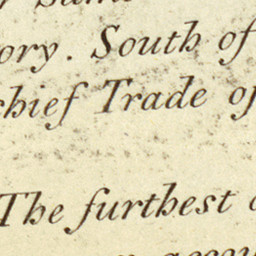 ory. South of
chief Trade of
The furthest